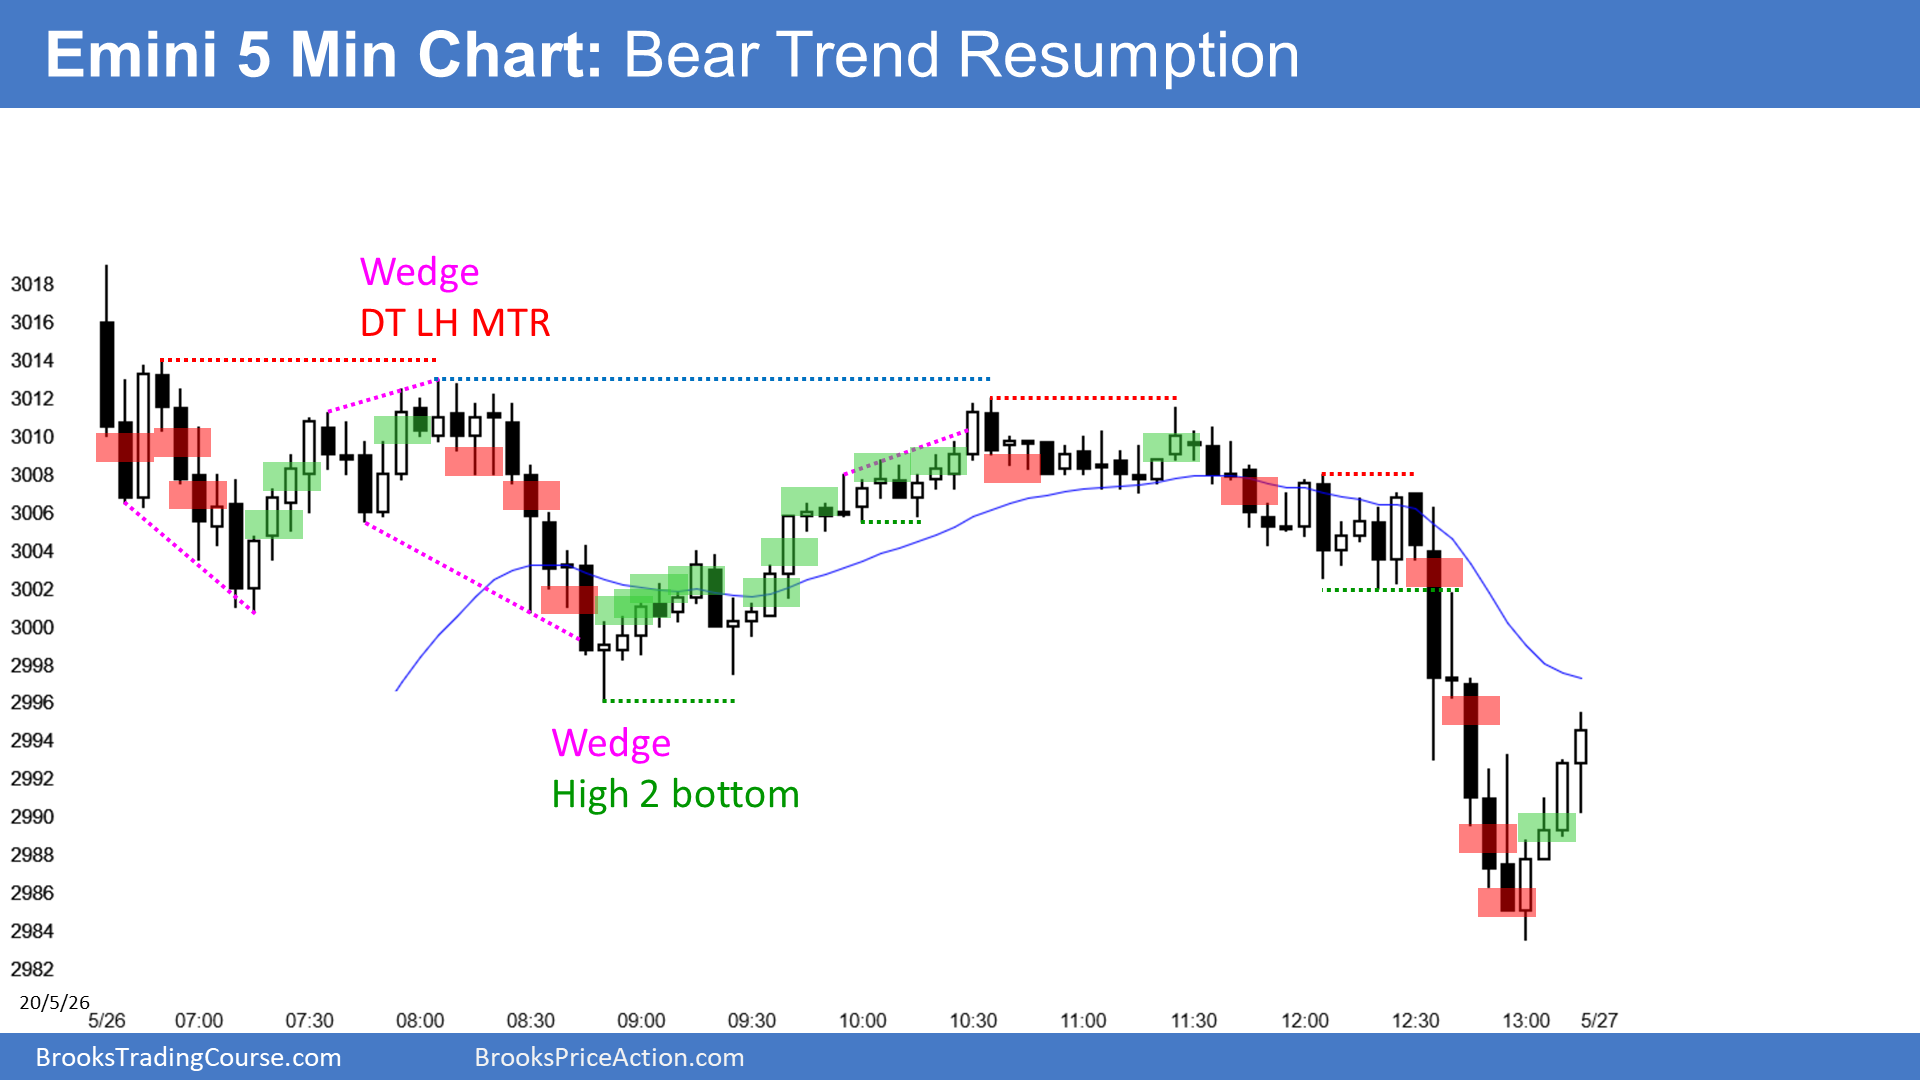 Emini 5 Min Chart: Bear Trend Resumption
Wedge
DT LH MTR
3018
3016
3014
3012
3010
3008
3006
3004
3002
3000
2998
2996
2994
2992
2990
2988
2986
2984
2982
Wedge
High 2 bottom
20/5/26
5/26 07:00 07:30 08:00 08:30 09:00 09:30 10:00 10:30 11:00 11:30 12:00 12:30 13:00 5/27
BrooksTradingCourse.com BrooksPriceAction.com